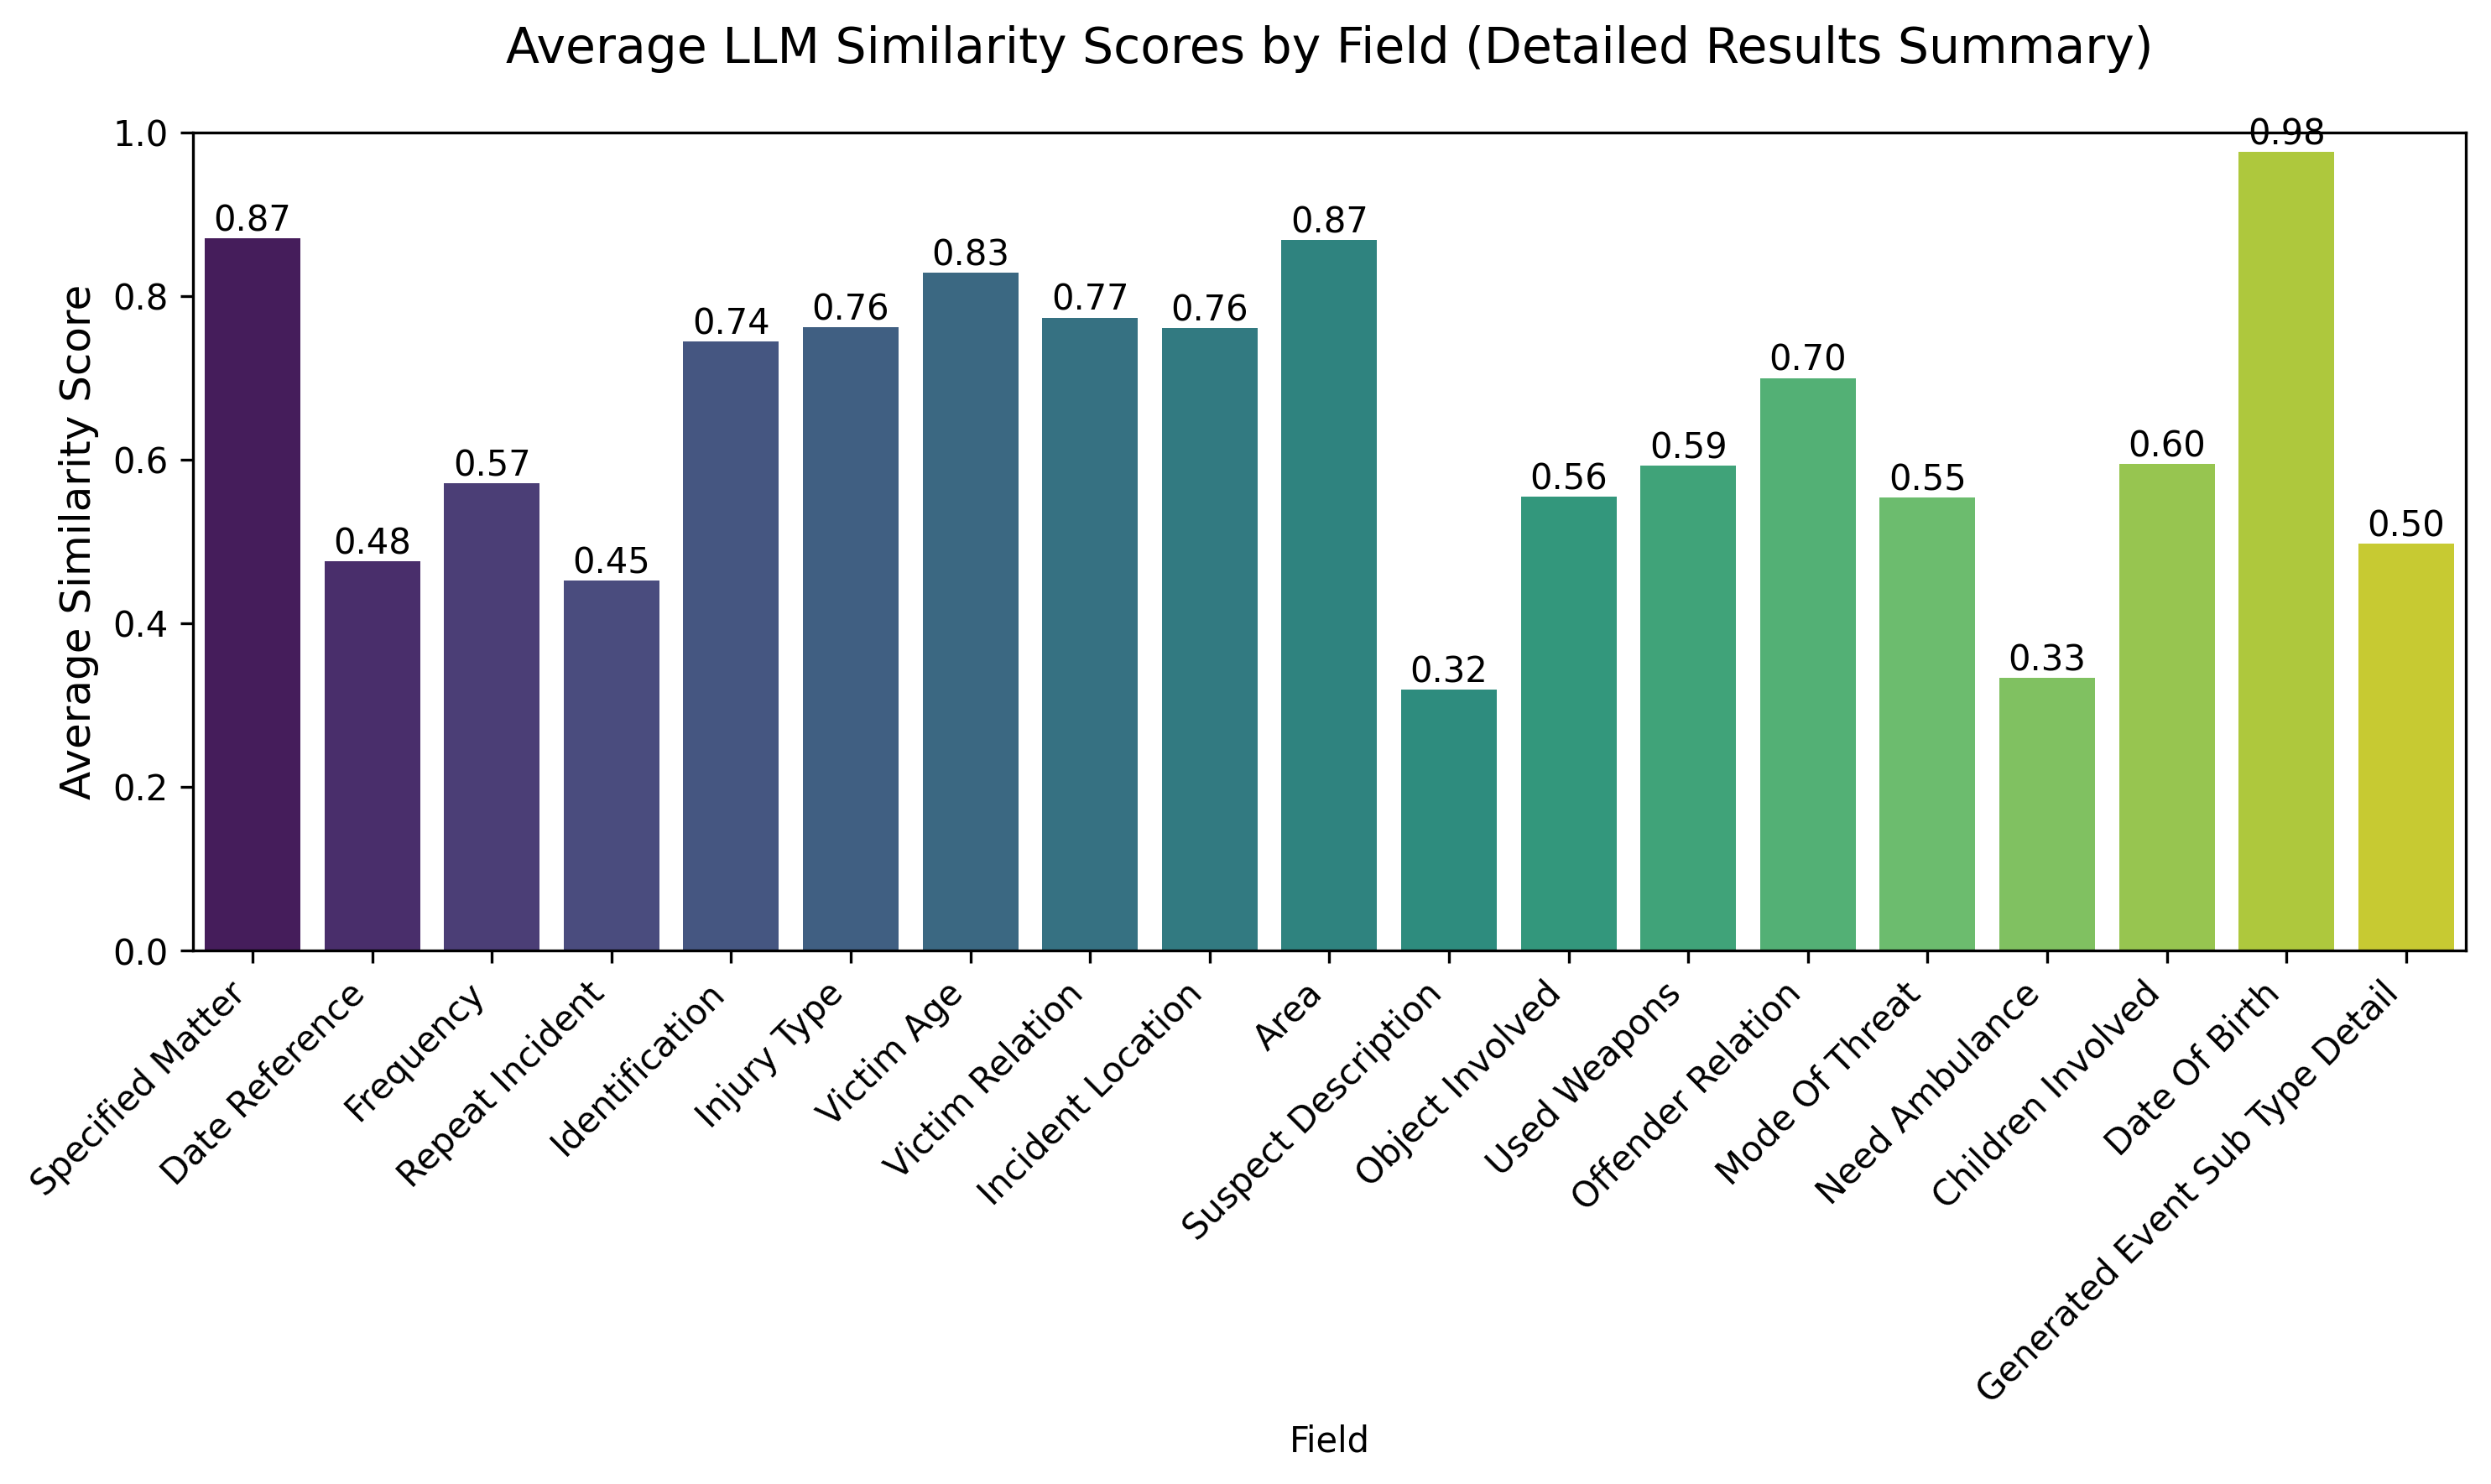 Average LLM Similarity Scores by Field (Detailed Results Summary)
Average Similarity Score
1.0
0.8
0.6
0.4
0.2
0.0
0.87
0.48
0.57
0.45
0.74
0.76
0.83
0.77
0.76
0.87
0.32
0.56
0.59
0.70
0.55
0.33
0.60
0.98
0.50
Specified Matter
Date Reference
Frequency
Repeat Incident
Identification
Injury Type
Victim Age
Victim Relation
Incident Location
Area
Suspect Description
Object Involved
Used Weapons
Offender Relation
Mode Of Threat
Need Ambulance
Children Involved
Date Of Birth
Generated Event Sub Type Detail
Field